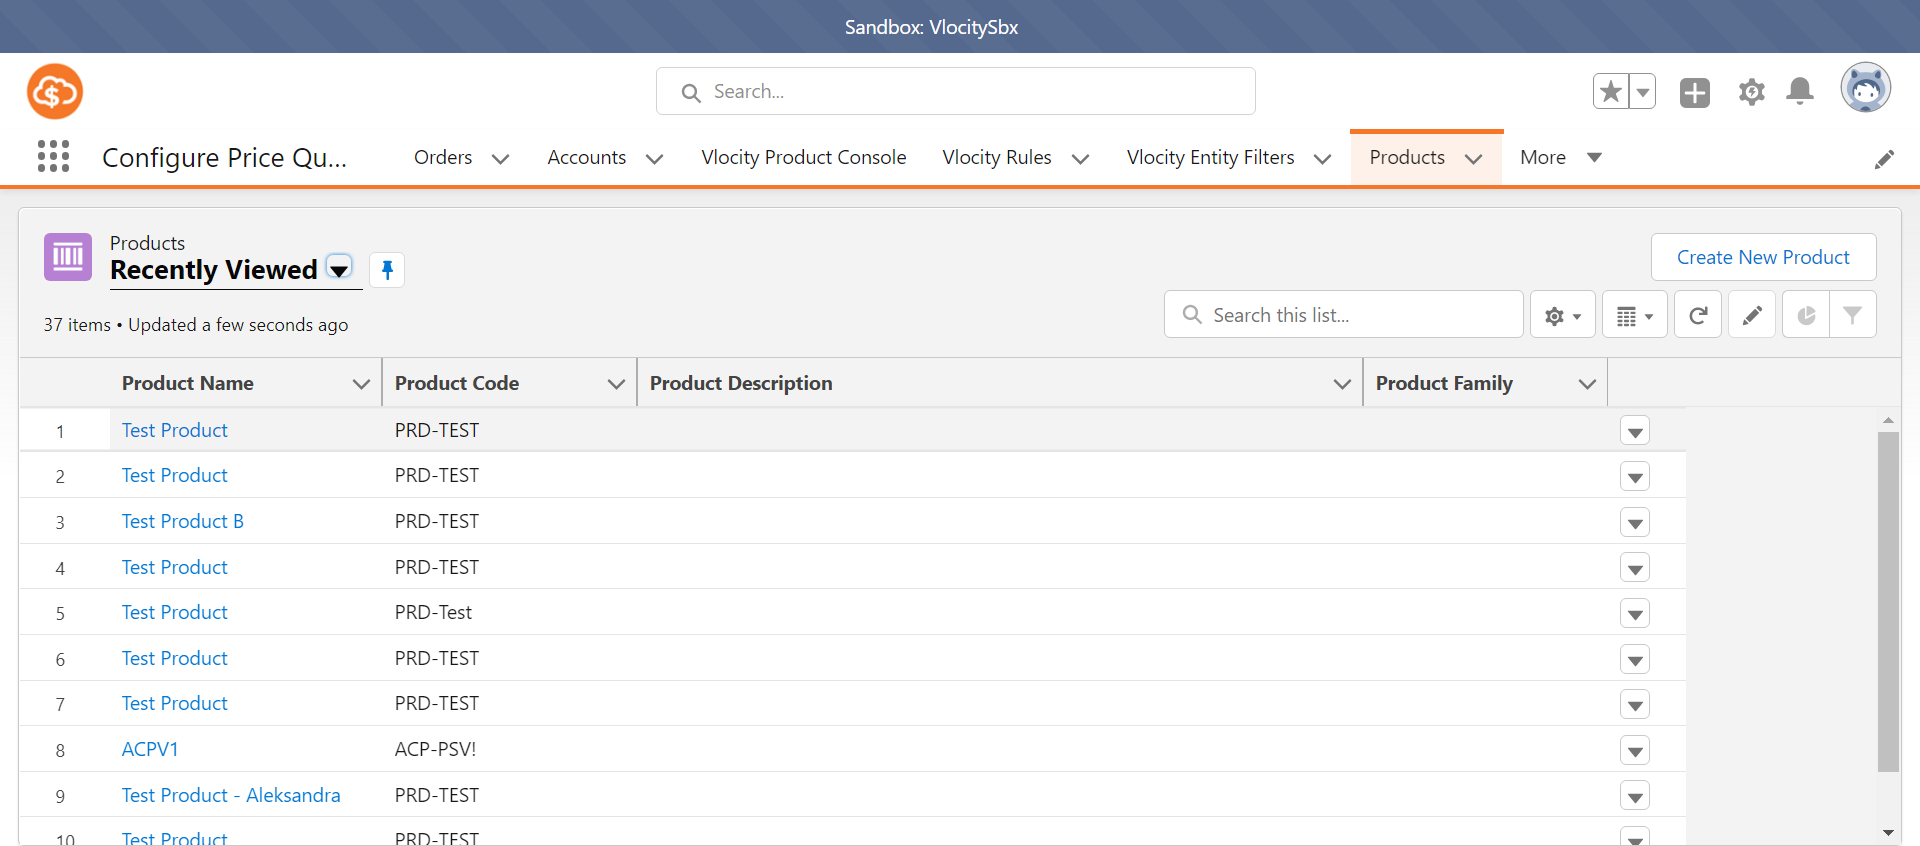 Sandbox: VlocitySbx
Search...
Configure Price Qu... Orders Accounts Vlocity Product Console Vlocity Rules Vlocity Entity Filters Products More
Products
Recently Viewed
Create New Product
37 items • Updated a few seconds ago
Search this list...
Product Name Product Code Product Description Product Family
1 Test Product PRD-TEST
2 Test Product PRD-TEST
3 Test Product B PRD-TEST
4 Test Product PRD-TEST
5 Test Product PRD-Test
6 Test Product PRD-TEST
7 Test Product PRD-TEST
8 ACPV1 ACP-PSV!
9 Test Product - Aleksandra PRD-TEST
10 Test Product PRD-TEST